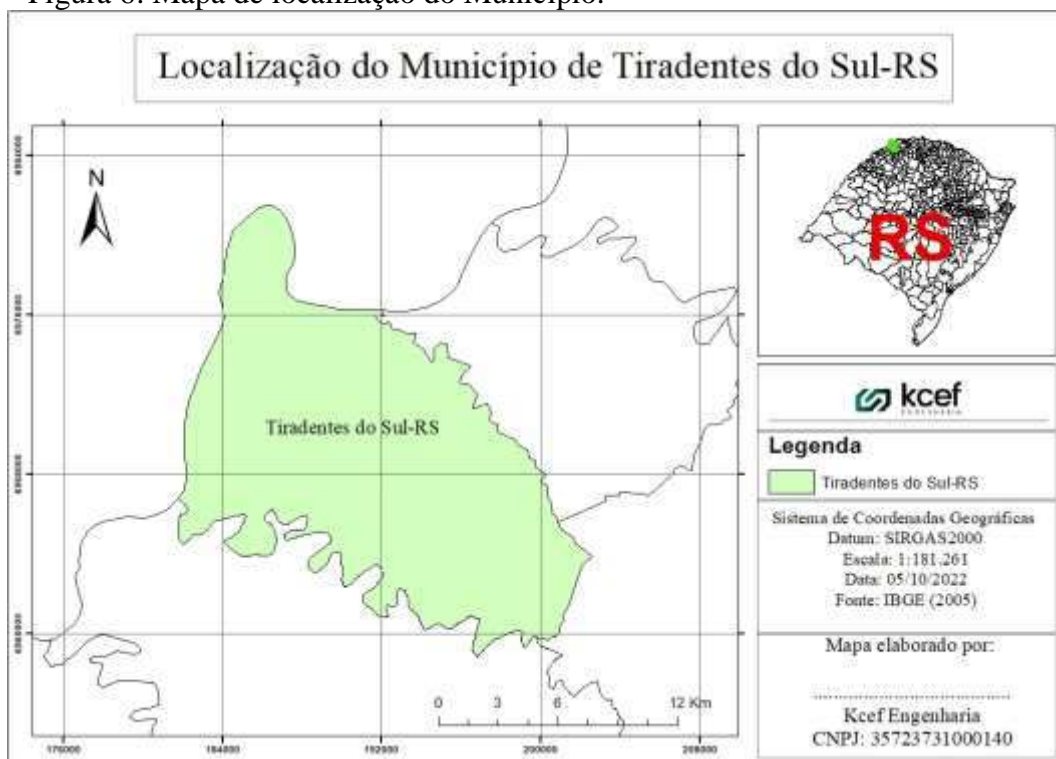 Figura 6. Mapa de localização do Município.
Localização do Município de Tiradentes do Sul-RS
N
Tiradentes do Sul-RS
0 3 6 12 Km
176000 184000 192000 200000 208000
RS
kcef
Legenda
Tiradentes do Sul-RS
Sistema de Coordenadas Geográficas
Datum: SIRGAS2000
Escala: 1:181.261
Data: 05/10/2022
Fonte: IBGE (2005)
Mapa elaborado por:
Kcef Engenharia
CNPJ: 35723731000140